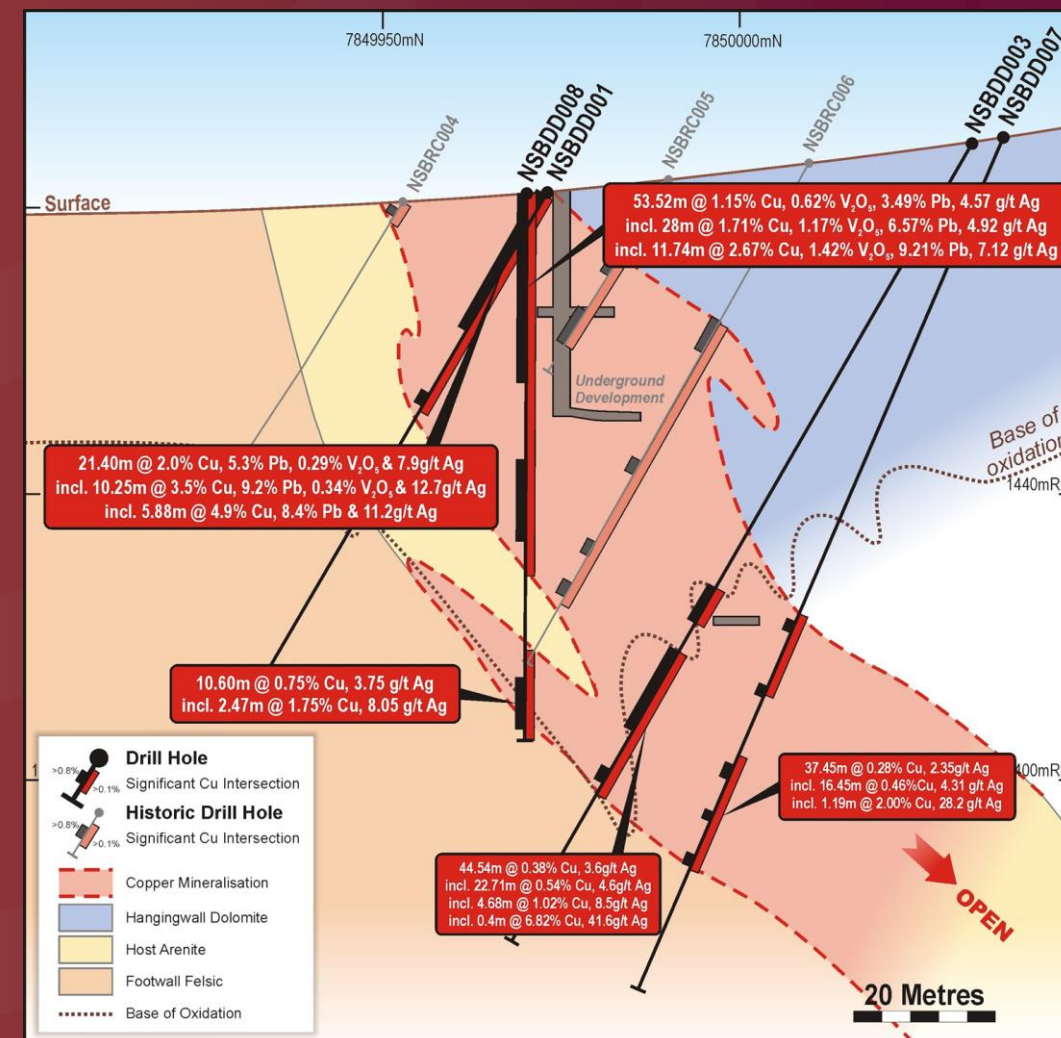 7849950mN
7850000mN
NSBRC004
NSBDD008
NSBDD001
NSBRC005
NSBRC006
NSBDD003
NSBDD007
Surface
53.52m @ 1.15% Cu, 0.62% V₂O₅, 3.49% Pb, 4.57 g/t Ag
incl. 28m @ 1.71% Cu, 1.17% V₂O₅, 6.57% Pb, 4.92 g/t Ag
incl. 11.74m @ 2.67% Cu, 1.42% V₂O₅, 9.21% Pb, 7.12 g/t Ag
Underground
Development
Base of
oxidation
1440mR
21.40m @ 2.0% Cu, 5.3% Pb, 0.29% V₂O₅ & 7.9g/t Ag
incl. 10.25m @ 3.5% Cu, 9.2% Pb, 0.34% V₂O₅ & 12.7g/t Ag
incl. 5.88m @ 4.9% Cu, 8.4% Pb & 11.2g/t Ag
10.60m @ 0.75% Cu, 3.75 g/t Ag
incl. 2.47m @ 1.75% Cu, 8.05 g/t Ag
37.45m @ 0.28% Cu, 2.35g/t Ag
incl. 16.45m @ 0.46%Cu, 4.31 g/t Ag
incl. 1.19m @ 2.00% Cu, 28.2 g/t Ag
400mR
44.54m @ 0.38% Cu, 3.6g/t Ag
incl. 22.71m @ 0.54% Cu, 4.6g/t Ag
incl. 4.68m @ 1.02% Cu, 8.5g/t Ag
incl. 0.4m @ 6.82% Cu, 41.6g/t Ag
OPEN
20 Metres
Drill Hole
>0.8% >0.1% Significant Cu Intersection
Historic Drill Hole
>0.8% >0.1% Significant Cu Intersection
Copper Mineralisation
Hangingwall Dolomite
Host Arenite
Footwall Felsic
Base of Oxidation